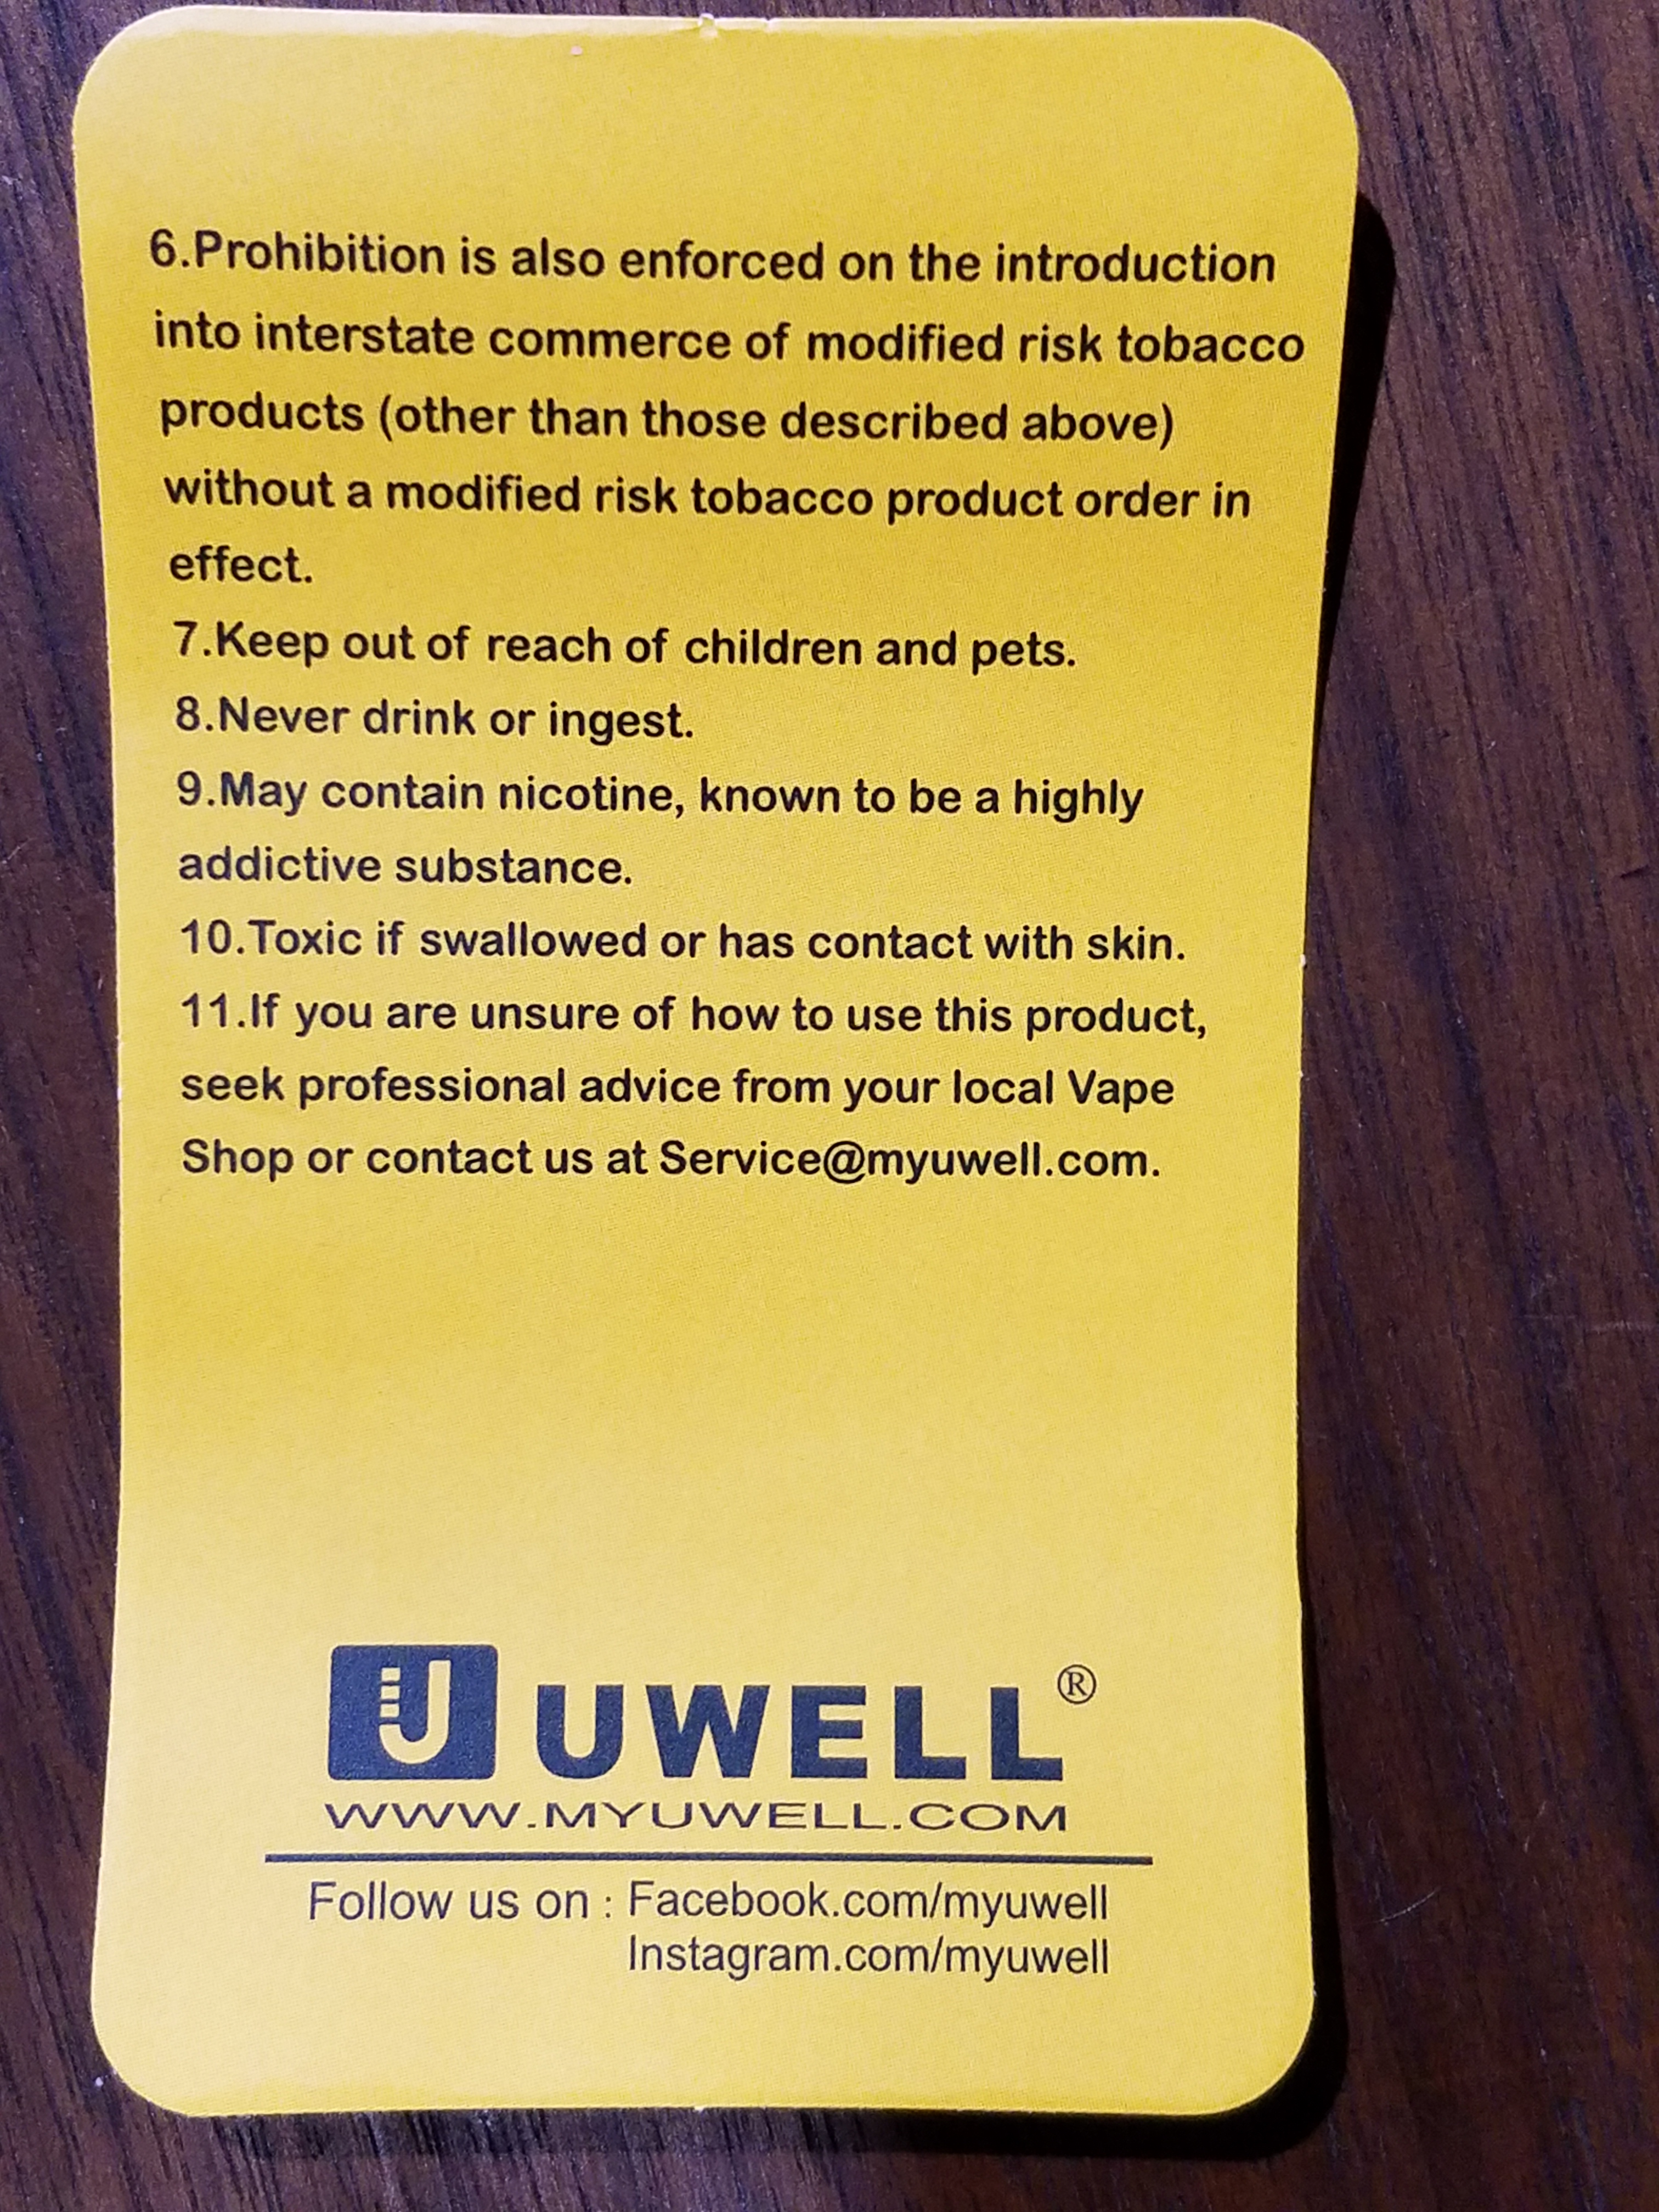 6.Prohibition is also enforced on the introduction
into interstate commerce of modified risk tobacco
products (other than those described above)
without a modified risk tobacco product order in
effect.
7.Keep out of reach of children and pets.
8.Never drink or ingest.
9.May contain nicotine, known to be a highly
addictive substance.
10.Toxic if swallowed or has contact with skin.
11.If you are unsure of how to use this product,
seek professional advice from your local Vape
Shop or contact us at Service@myuwell.com.
U UWELL®
WWW.MYUWELL.COM
Follow us on : Facebook.com/myuwell
Instagram.com/myuwell